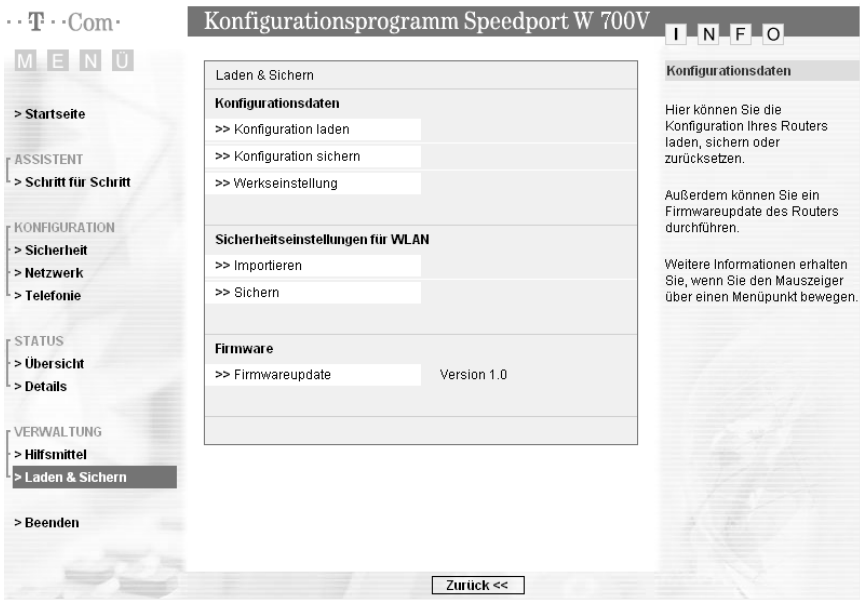 ··T··Com·
Konfigurationsprogramm Speedport W 700V
INFO
MENÜ
> Startseite
ASSISTENT
> Schritt für Schritt
KONFIGURATION
> Sicherheit
> Netzwerk
> Telefonie
STATUS
> Übersicht
> Details
VERWALTUNG
> Hilfsmittel
> Laden & Sichern
> Beenden
Laden & Sichern
Konfigurationsdaten
>> Konfiguration laden
>> Konfiguration sichern
>> Werkseinstellung
Sicherheitseinstellungen für WLAN
>> Importieren
>> Sichern
Firmware
>> Firmwareupdate Version 1.0
Zurück <<
Konfigurationsdaten
Hier können Sie die
Konfiguration Ihres Routers
laden, sichern oder
zurücksetzen.
Außerdem können Sie ein
Firmwareupdate des Routers
durchführen.
Weitere Informationen erhalten
Sie, wenn Sie den Mauszeiger
über einen Menüpunkt bewegen.